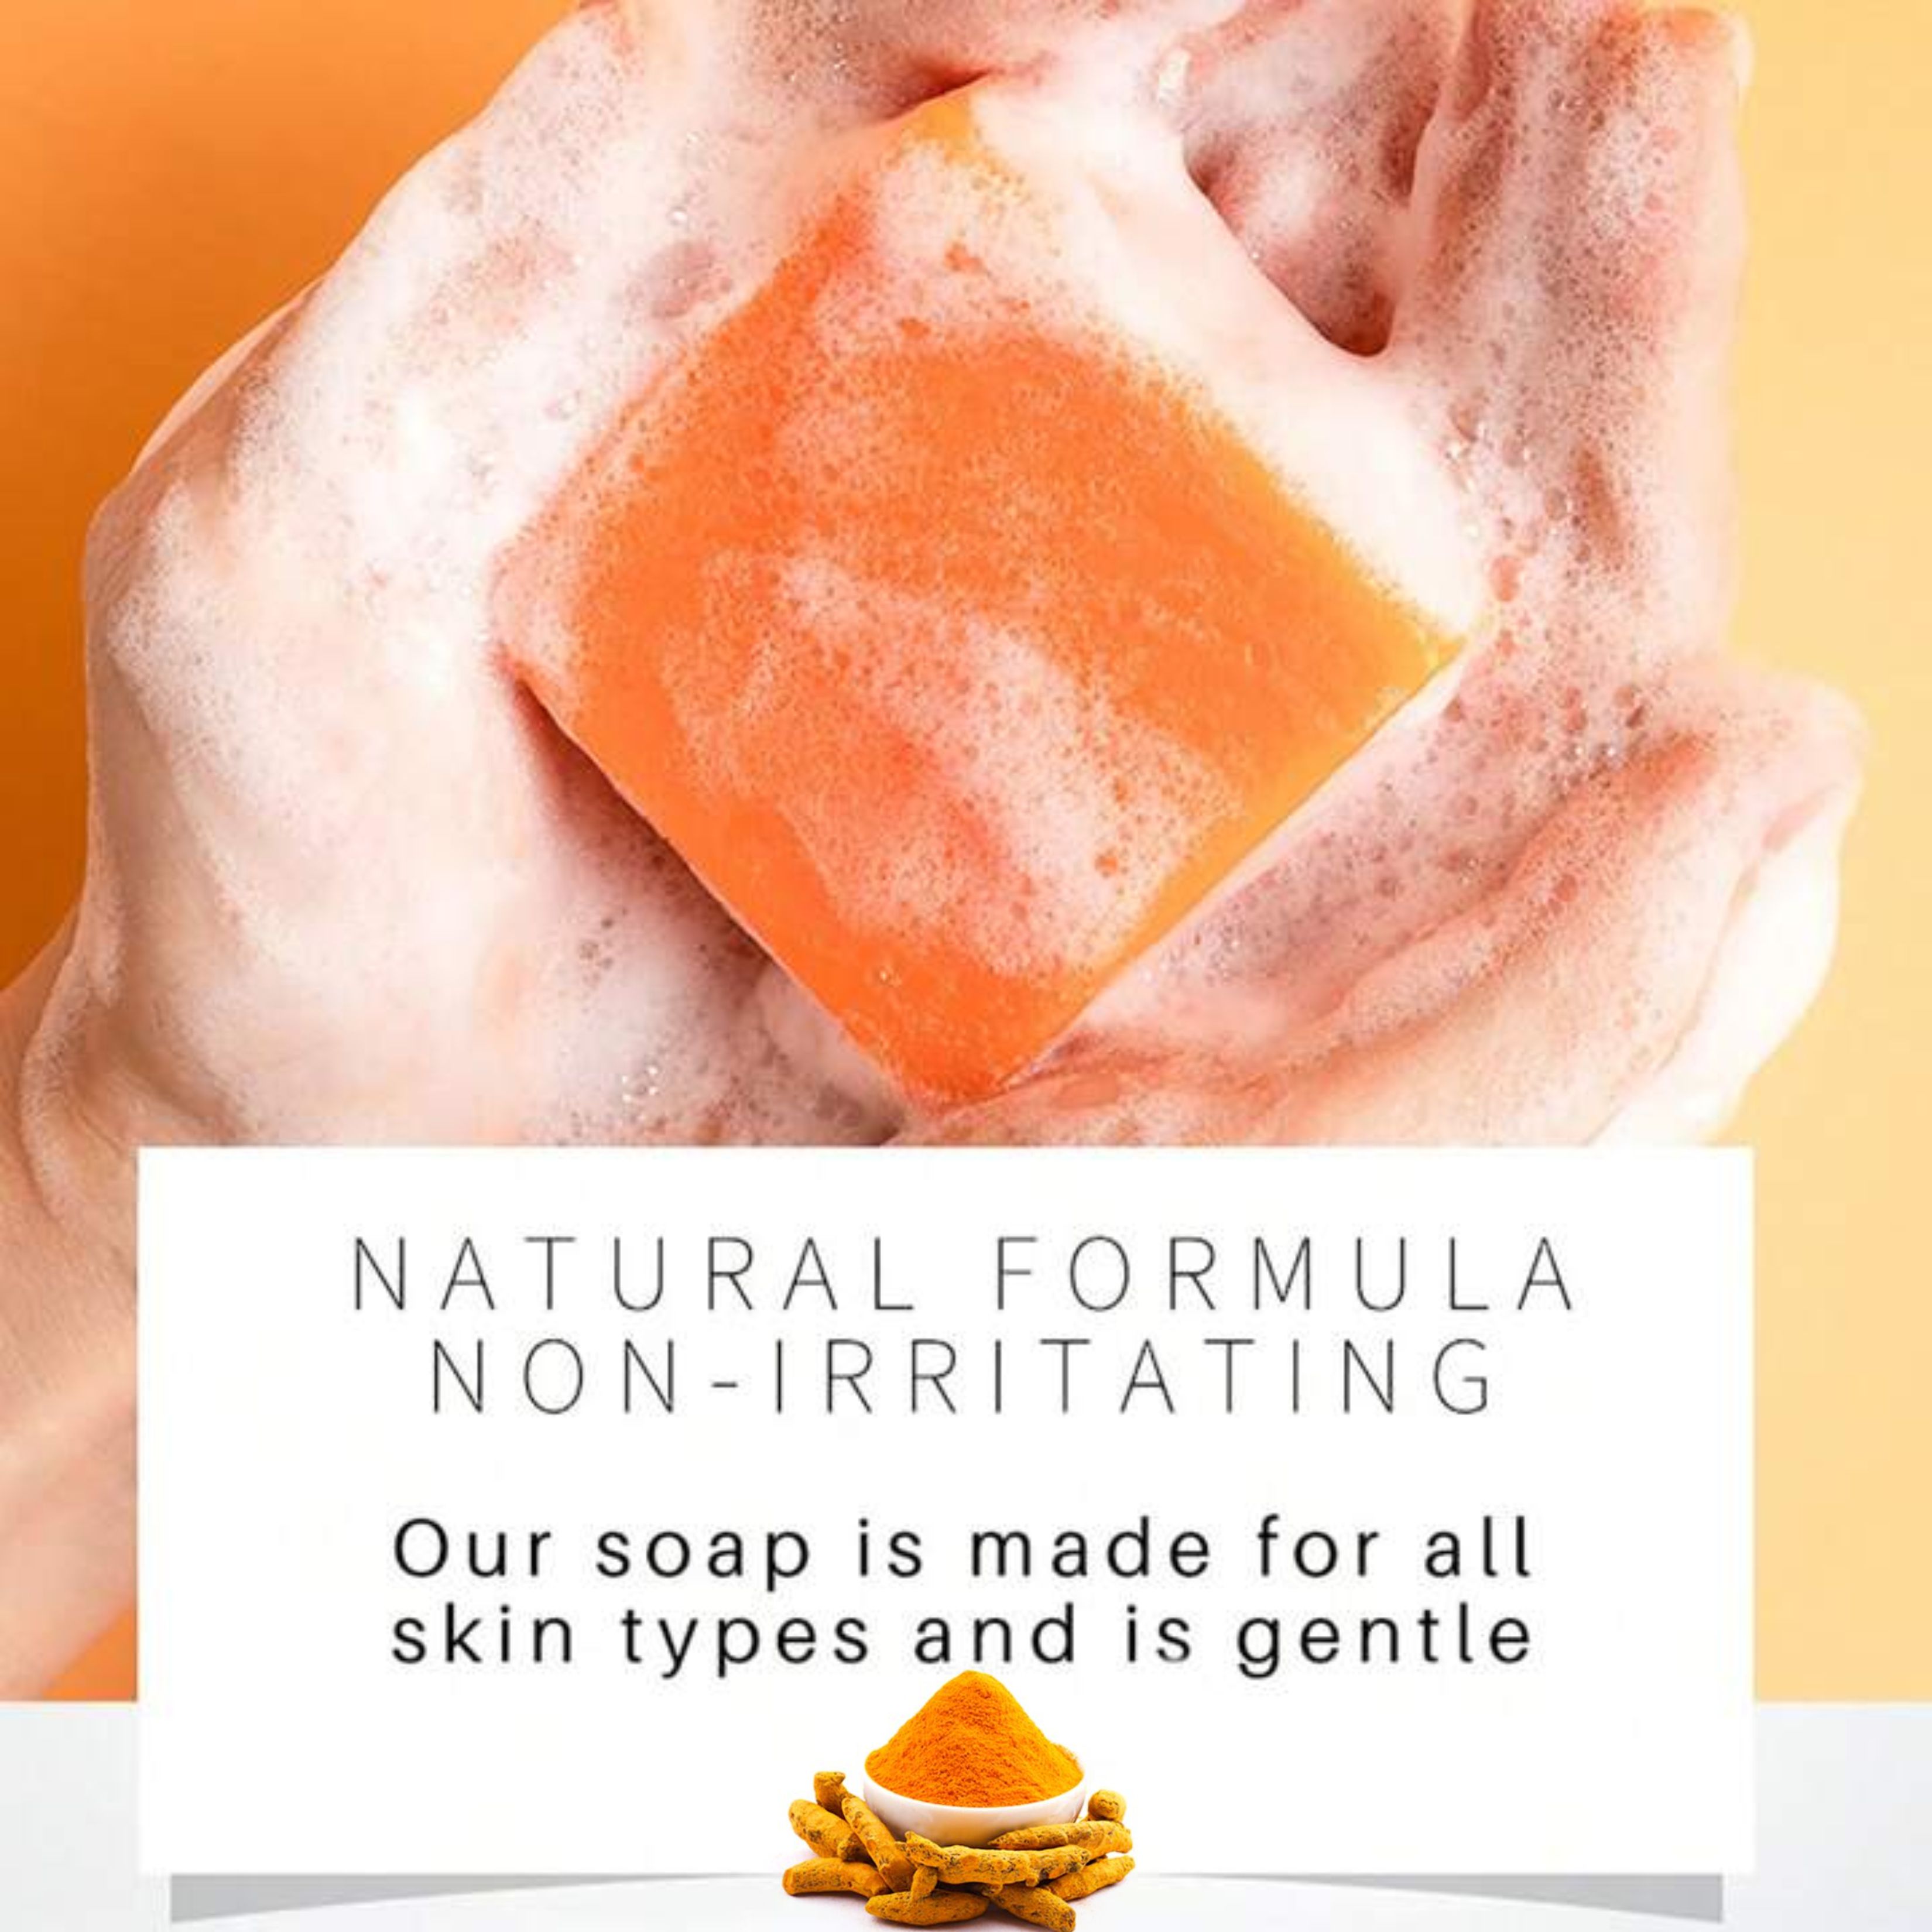 NATURAL FORMULA
NON-IRRITATING
Our soap is made for all
skin types and is gentle